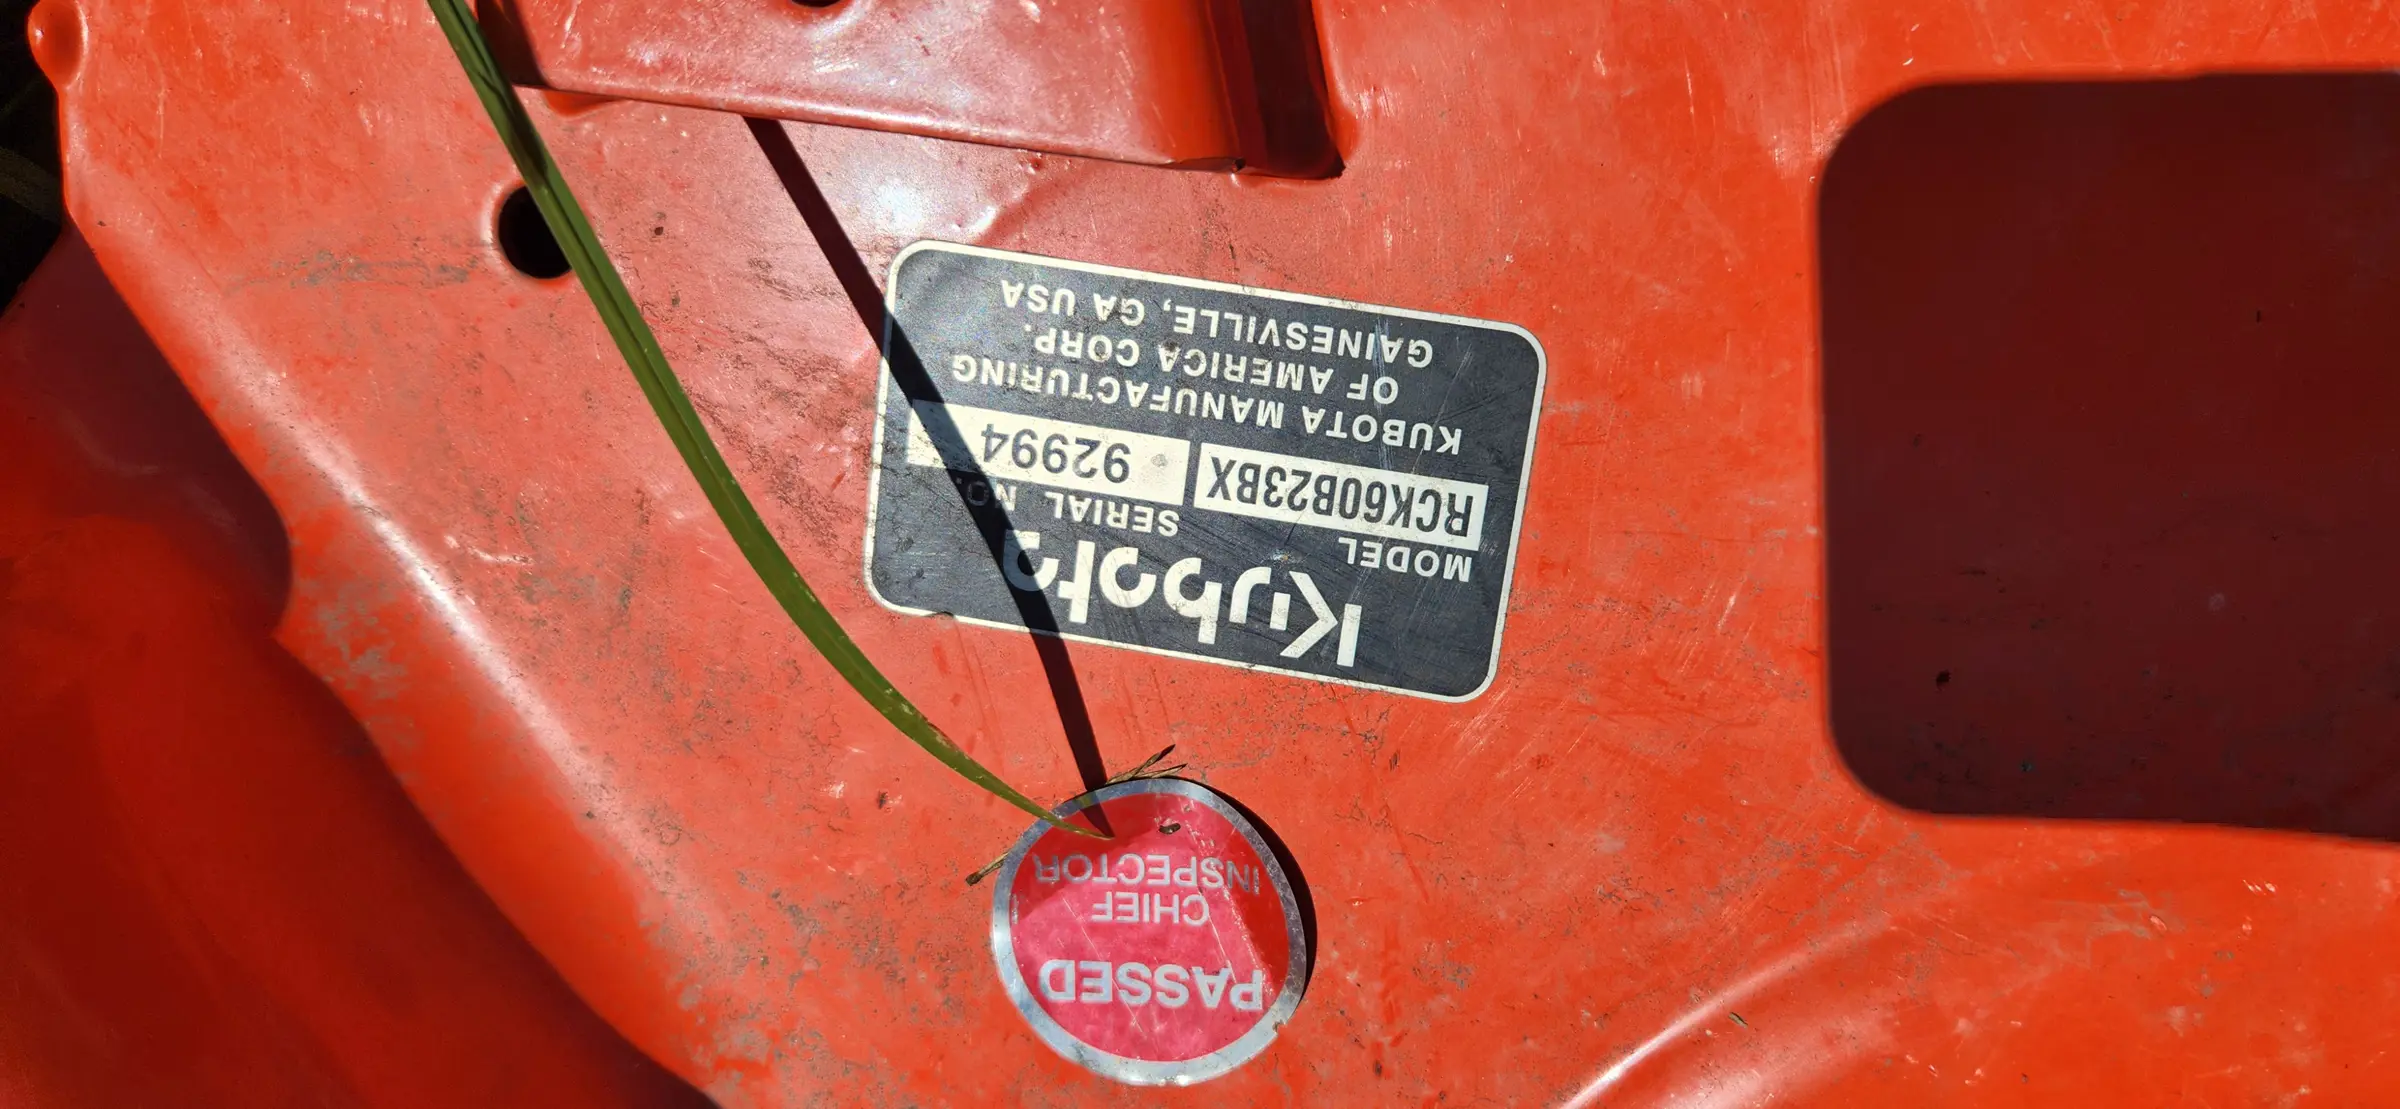 Kubota
MODEL SERIAL NO.
RCK60B23BX 92994
KUBOTA MANUFACTURING
OF AMERICA CORP.
GAINESVILLE, GA USA
PASSED
CHIEF
INSPECTOR